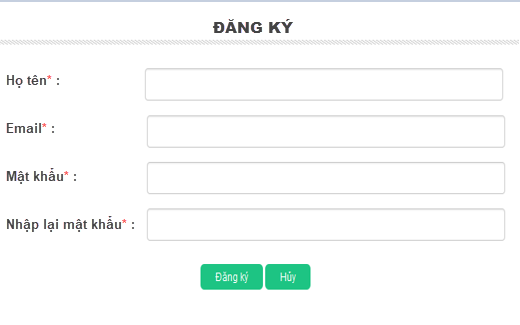 ĐĂNG KÝ
Họ tên* :
Email* :
Mật khẩu* :
Nhập lại mật khẩu* :
Đăng ký Hủy